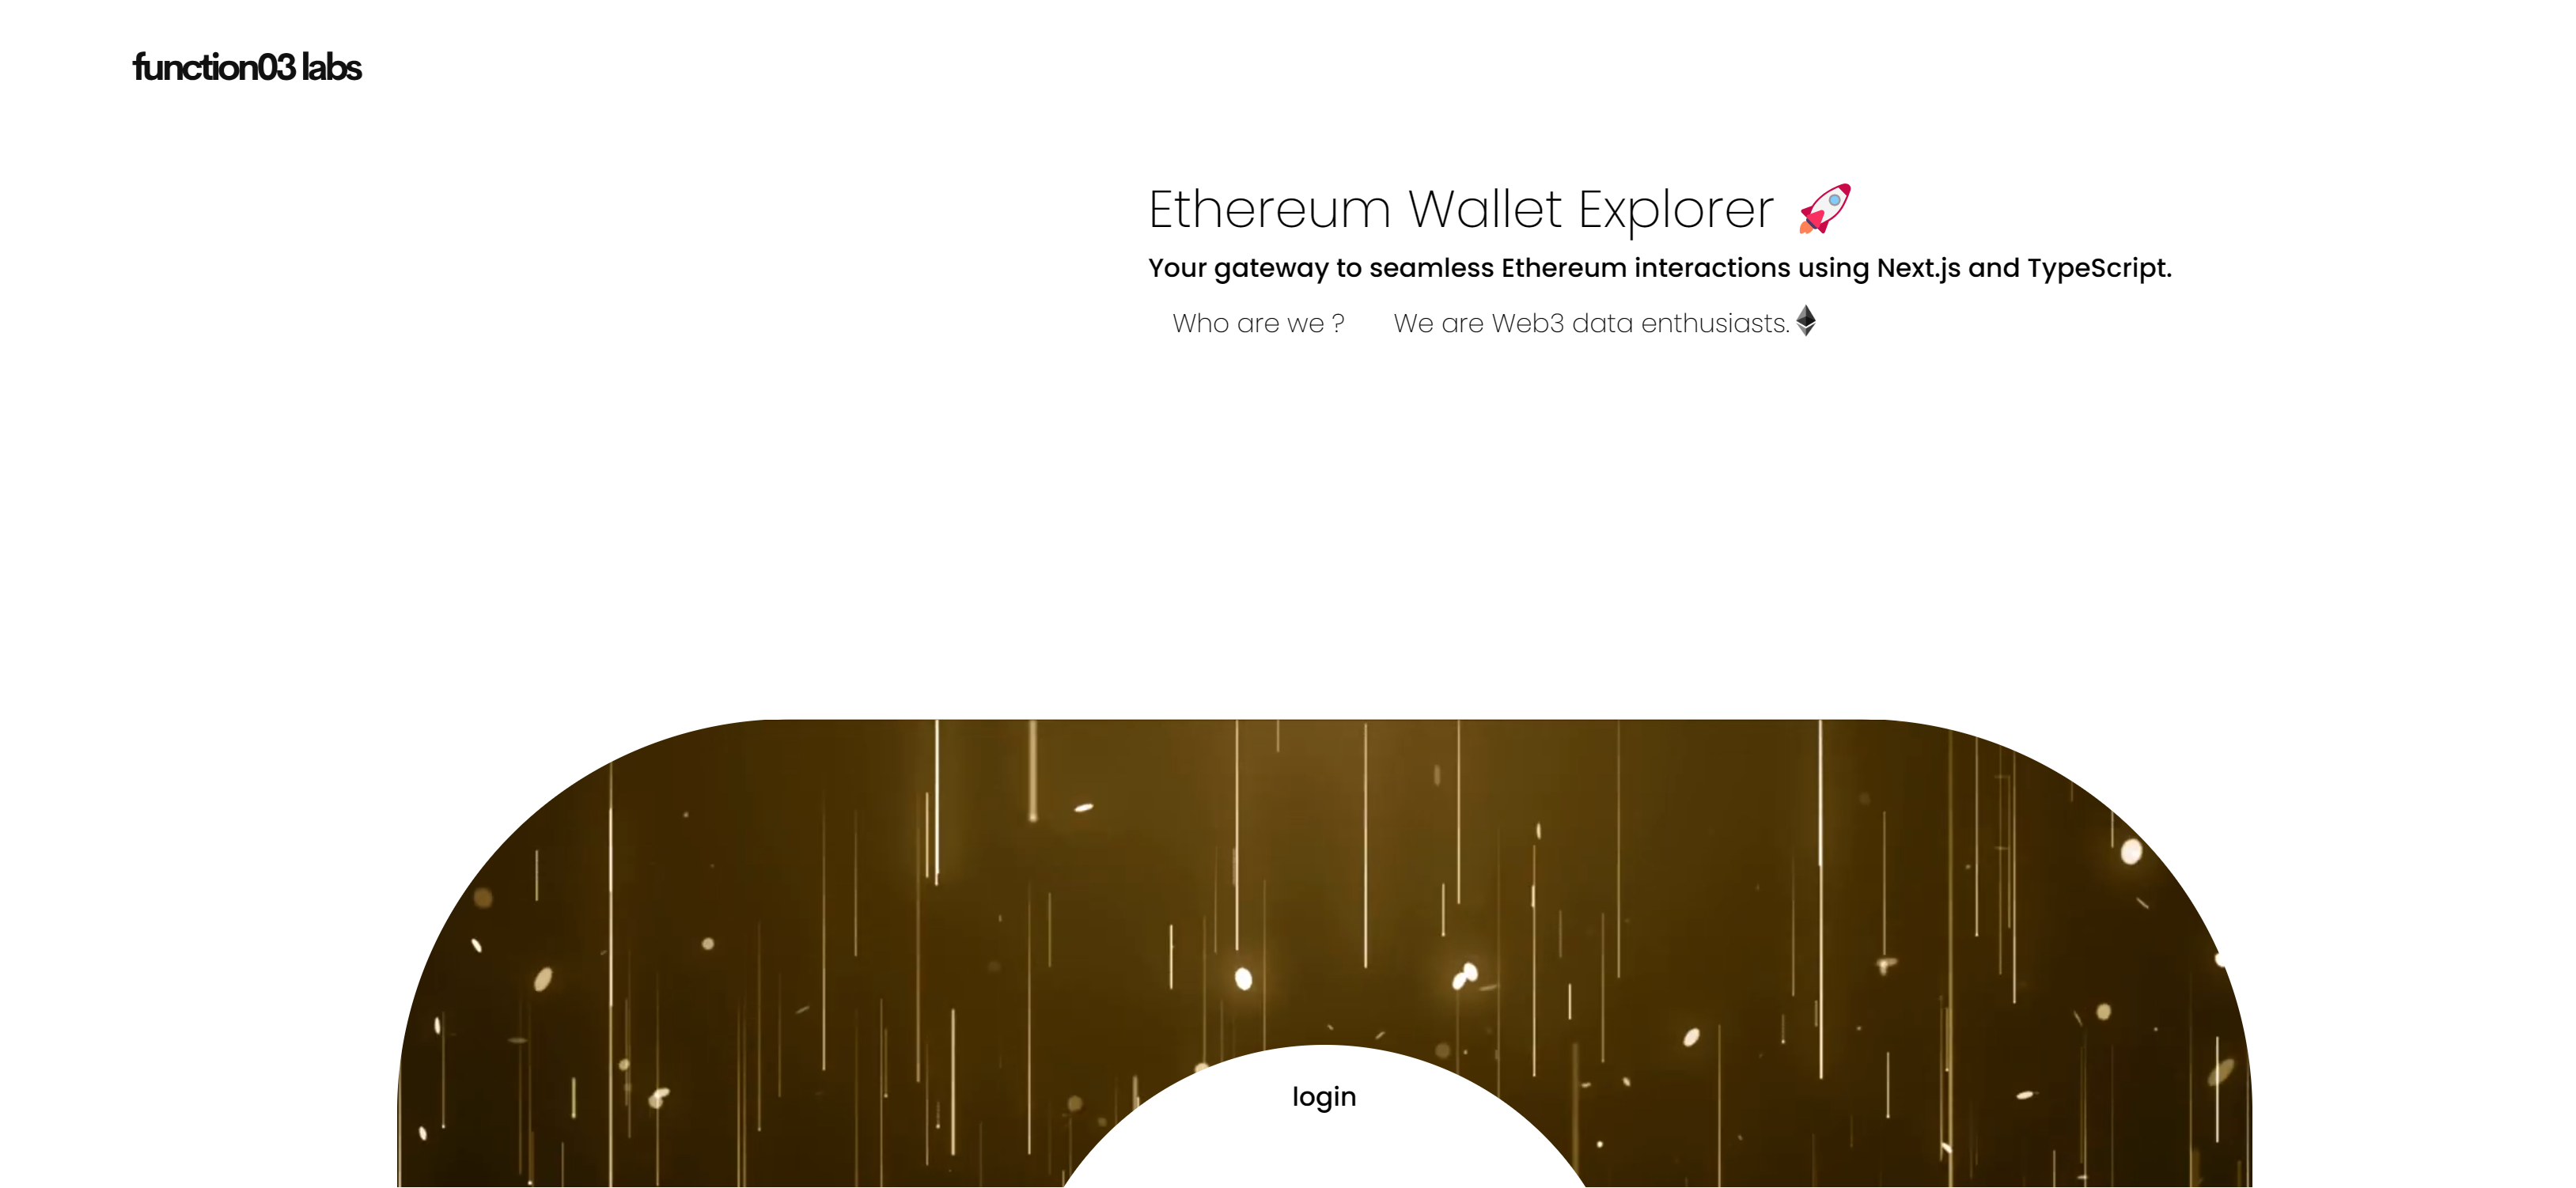 function03 labs
Ethereum Wallet Explorer 🚀
Your gateway to seamless Ethereum interactions using Next.js and TypeScript.
Who are we ? We are Web3 data enthusiasts.
login